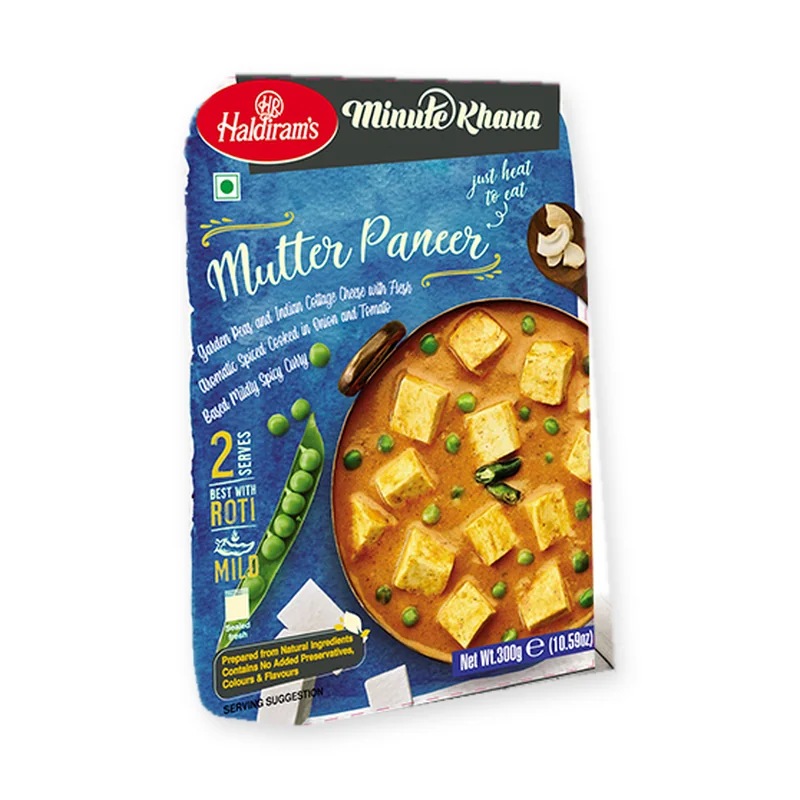 HR
Haldiram's
Minute Khana
just heat
to eat
Mutter Paneer
Garden Peas and Indian Cottage Cheese with Fresh
Aromatic Spiced Cooked in Onion and Tomato
Based Mildly Spicy Curry
2 SERVES
BEST WITH
ROTI
MILD
Sealed
fresh
Prepared from Natural Ingredients
Contains No Added Preservatives,
Colours & Flavours
SERVING SUGGESTION
Net Wt.300g e (10.59oz)